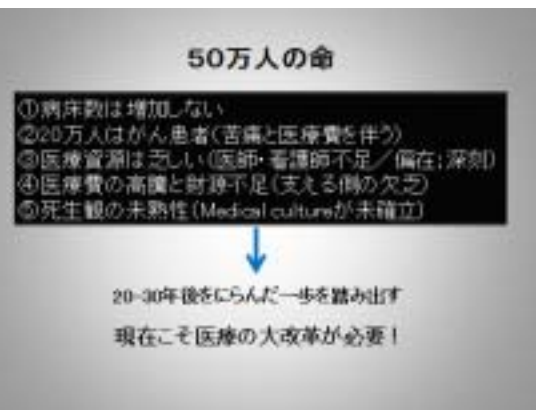 50万人の命
①病床数は増加しない
②20万人はがん患者(苦痛と医療費を伴う)
③医療資源は乏しい(医師・看護師不足/偏在;深刻)
④医療費の高騰と財源不足(支える側の欠乏)
⑤死生観の未熟性(Medical cultureが未確立)
20-30年後をにらんだ一歩を踏み出す
現在こそ医療の大改革が必要!